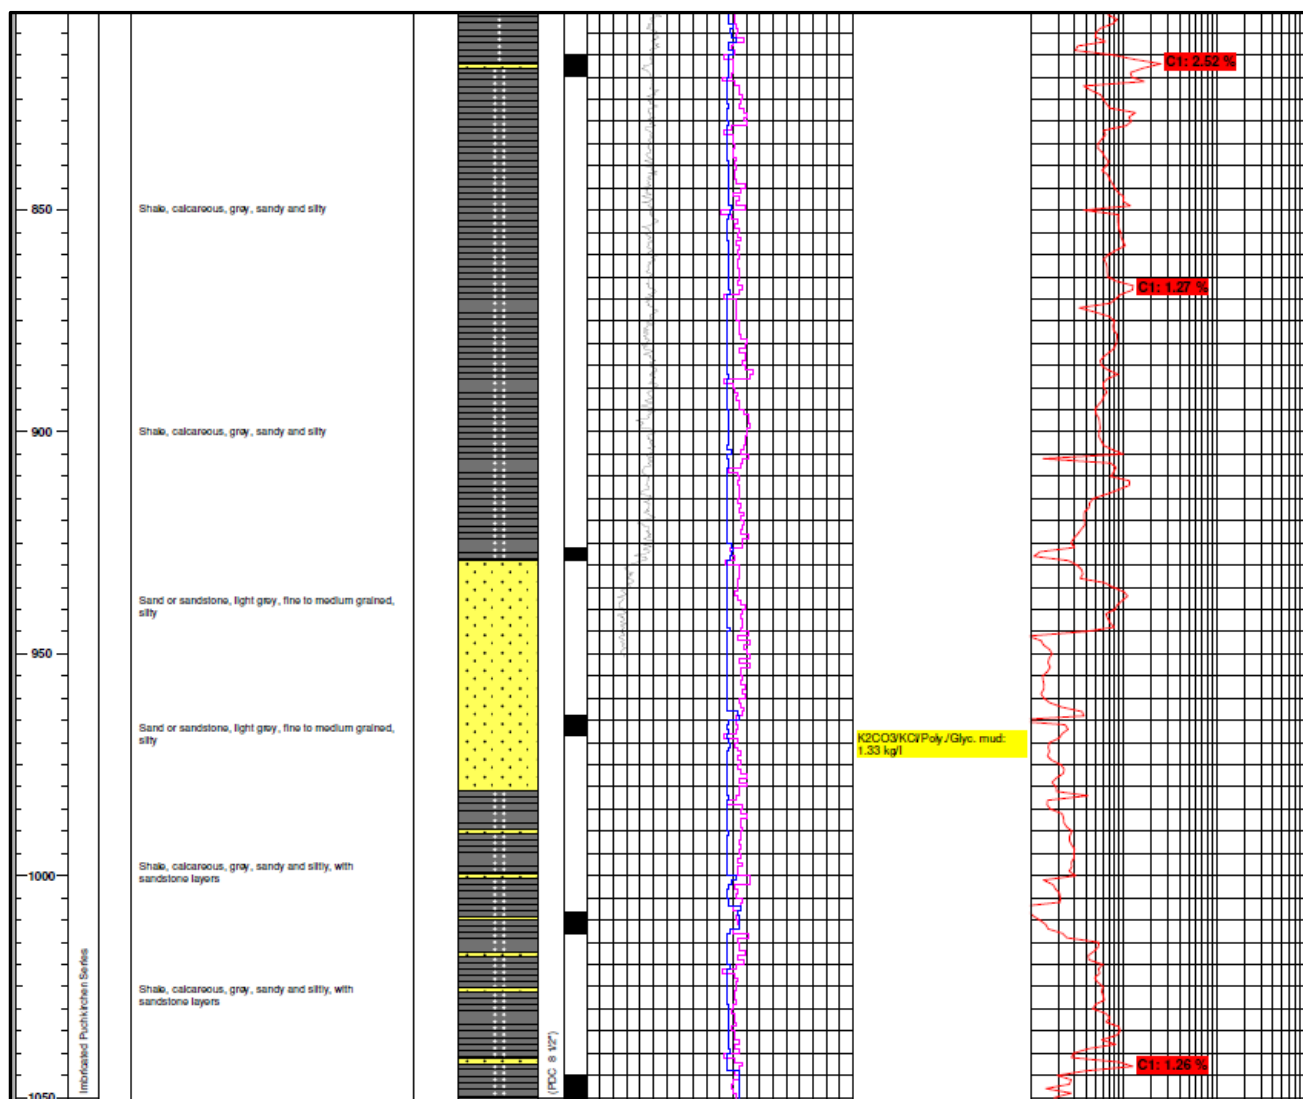 C1: 2.52 %
850
Shale, calcareous, grey, sandy and silty
C1: 1.27 %
900
Shale, calcareous, grey, sandy and silty
Sand or sandstone, light grey, fine to medium grained,
silty
950
Sand or sandstone, light grey, fine to medium grained,
silty
K2CO3/KCl/Poly./Glyc. mud:
1.33 kg/l
1000
Shale, calcareous, grey, sandy and siltly, with
sandstone layers
Imbricated Puchkirchen Series
Shale, calcareous, grey, sandy and siltly, with
sandstone layers
(PDC 8 1/2")
C1: 1.26 %
1050